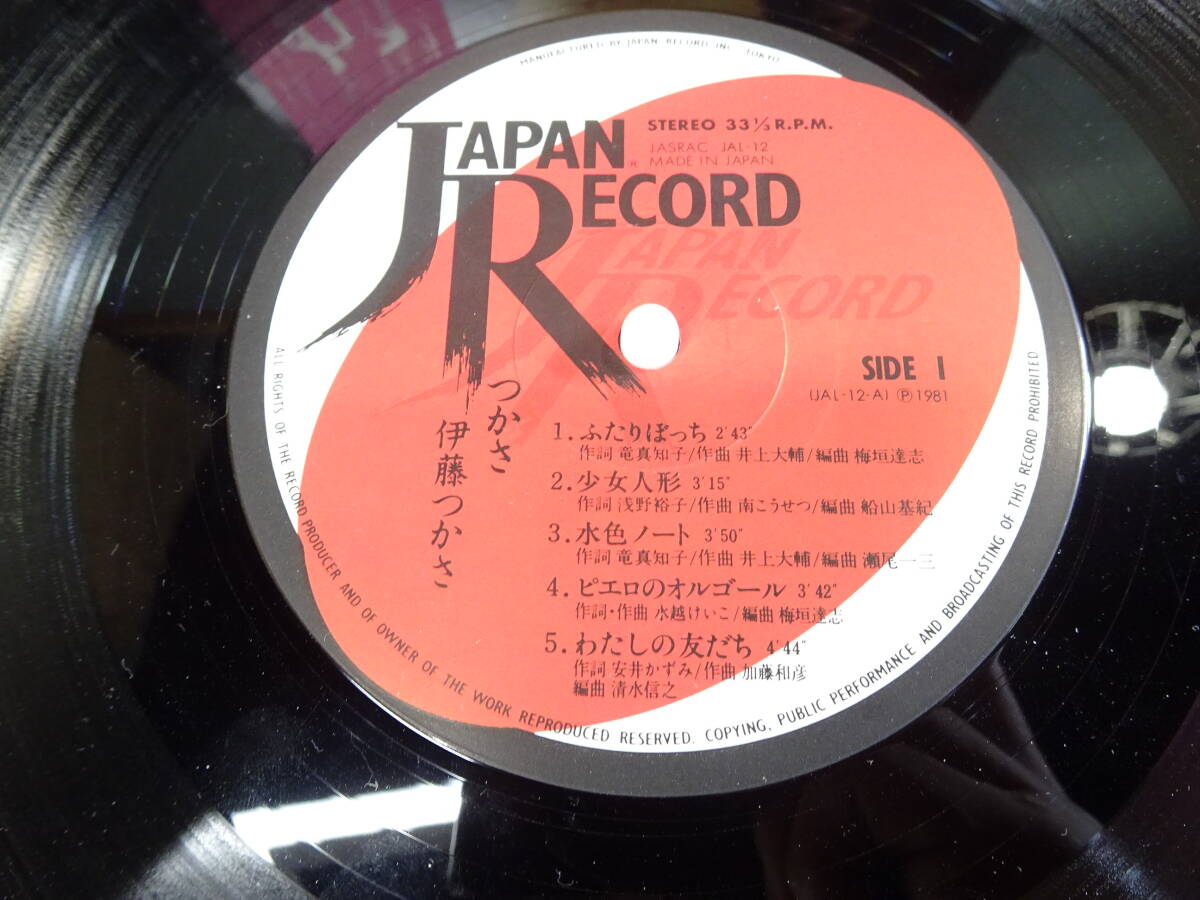 MANUFACTURED BY JAPAN RECORD INC. TOKYO
JAPAN RECORD
STEREO 33 1/3 R.P.M.
JASRAC JAL-12
® MADE IN JAPAN
JAPAN RECORD
SIDE 1
(JAL-12-A) Ⓟ1981
つかさ
伊藤つかさ
1. ふたりぼっち 2'43"
作詞 竜真知子/作曲 井上大輔/編曲 梅垣達志
2. 少女人形 3'15"
作詞 浅野裕子/作曲 南こうせつ/編曲 船山基紀
3. 水色ノート 3'50"
作詞 竜真知子/作曲 井上大輔/編曲 瀬尾一三
4. ピエロのオルゴール 3'42"
作詞・作曲 水越けいこ/編曲 梅垣達志
5. わたしの友だち 4'44"
作詞 安井かずみ/作曲 加藤和彦
編曲 清水信之
ALL RIGHTS OF THE RECORD PRODUCER AND OF OWNER OF THE WORK REPRODUCED RESERVED. COPYING, PUBLIC PERFORMANCE AND BROADCASTING OF THIS RECORD PROHIBITED